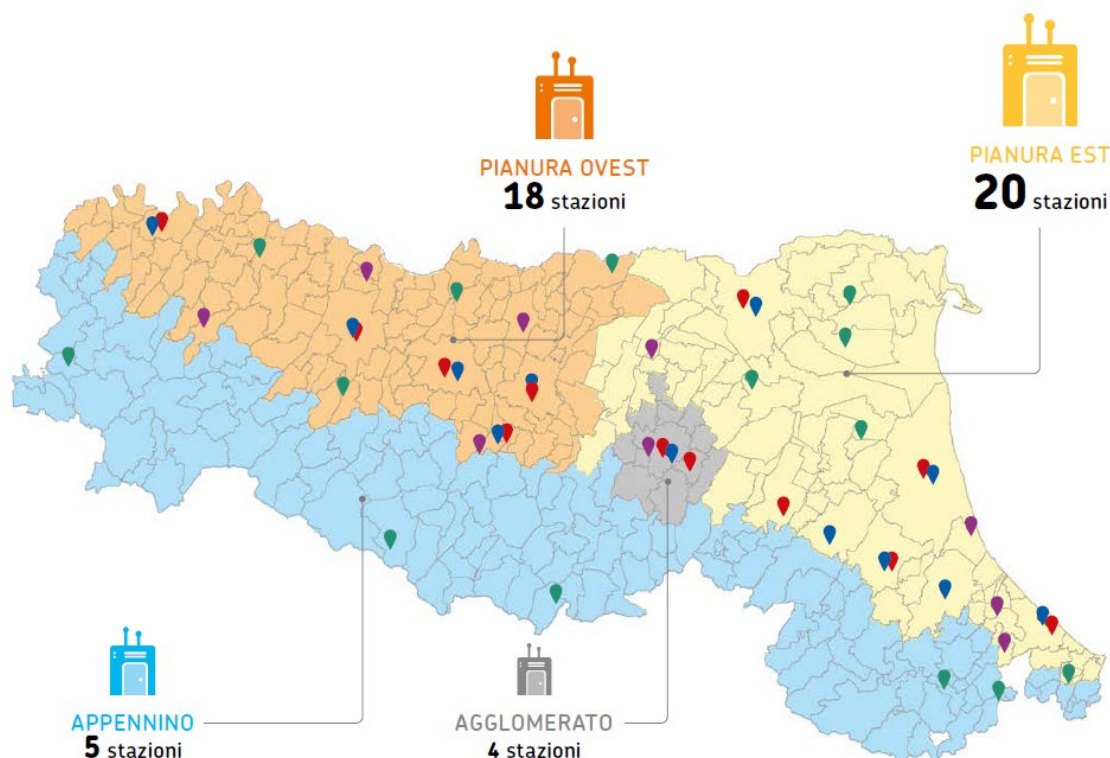 PIANURA OVEST
18 stazioni
PIANURA EST
20 stazioni
APPENNINO
5 stazioni
AGGLOMERATO
4 stazioni